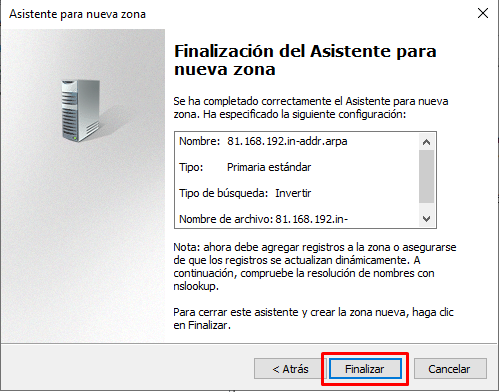 Asistente para nueva zona
Finalización del Asistente para
nueva zona
Se ha completado correctamente el Asistente para nueva
zona. Ha especificado la siguiente configuración:
Nombre: 81.168.192.in-addr.arpa
Tipo: Primaria estándar
Tipo de búsqueda: Invertir
Nombre de archivo: 81.168.192.in-
Nota: ahora debe agregar registros a la zona o asegurarse
de que los registros se actualizan dinámicamente. A
continuación, compruebe la resolución de nombres con
nslookup.
Para cerrar este asistente y crear la zona nueva, haga clic
en Finalizar.
< Atrás Finalizar Cancelar